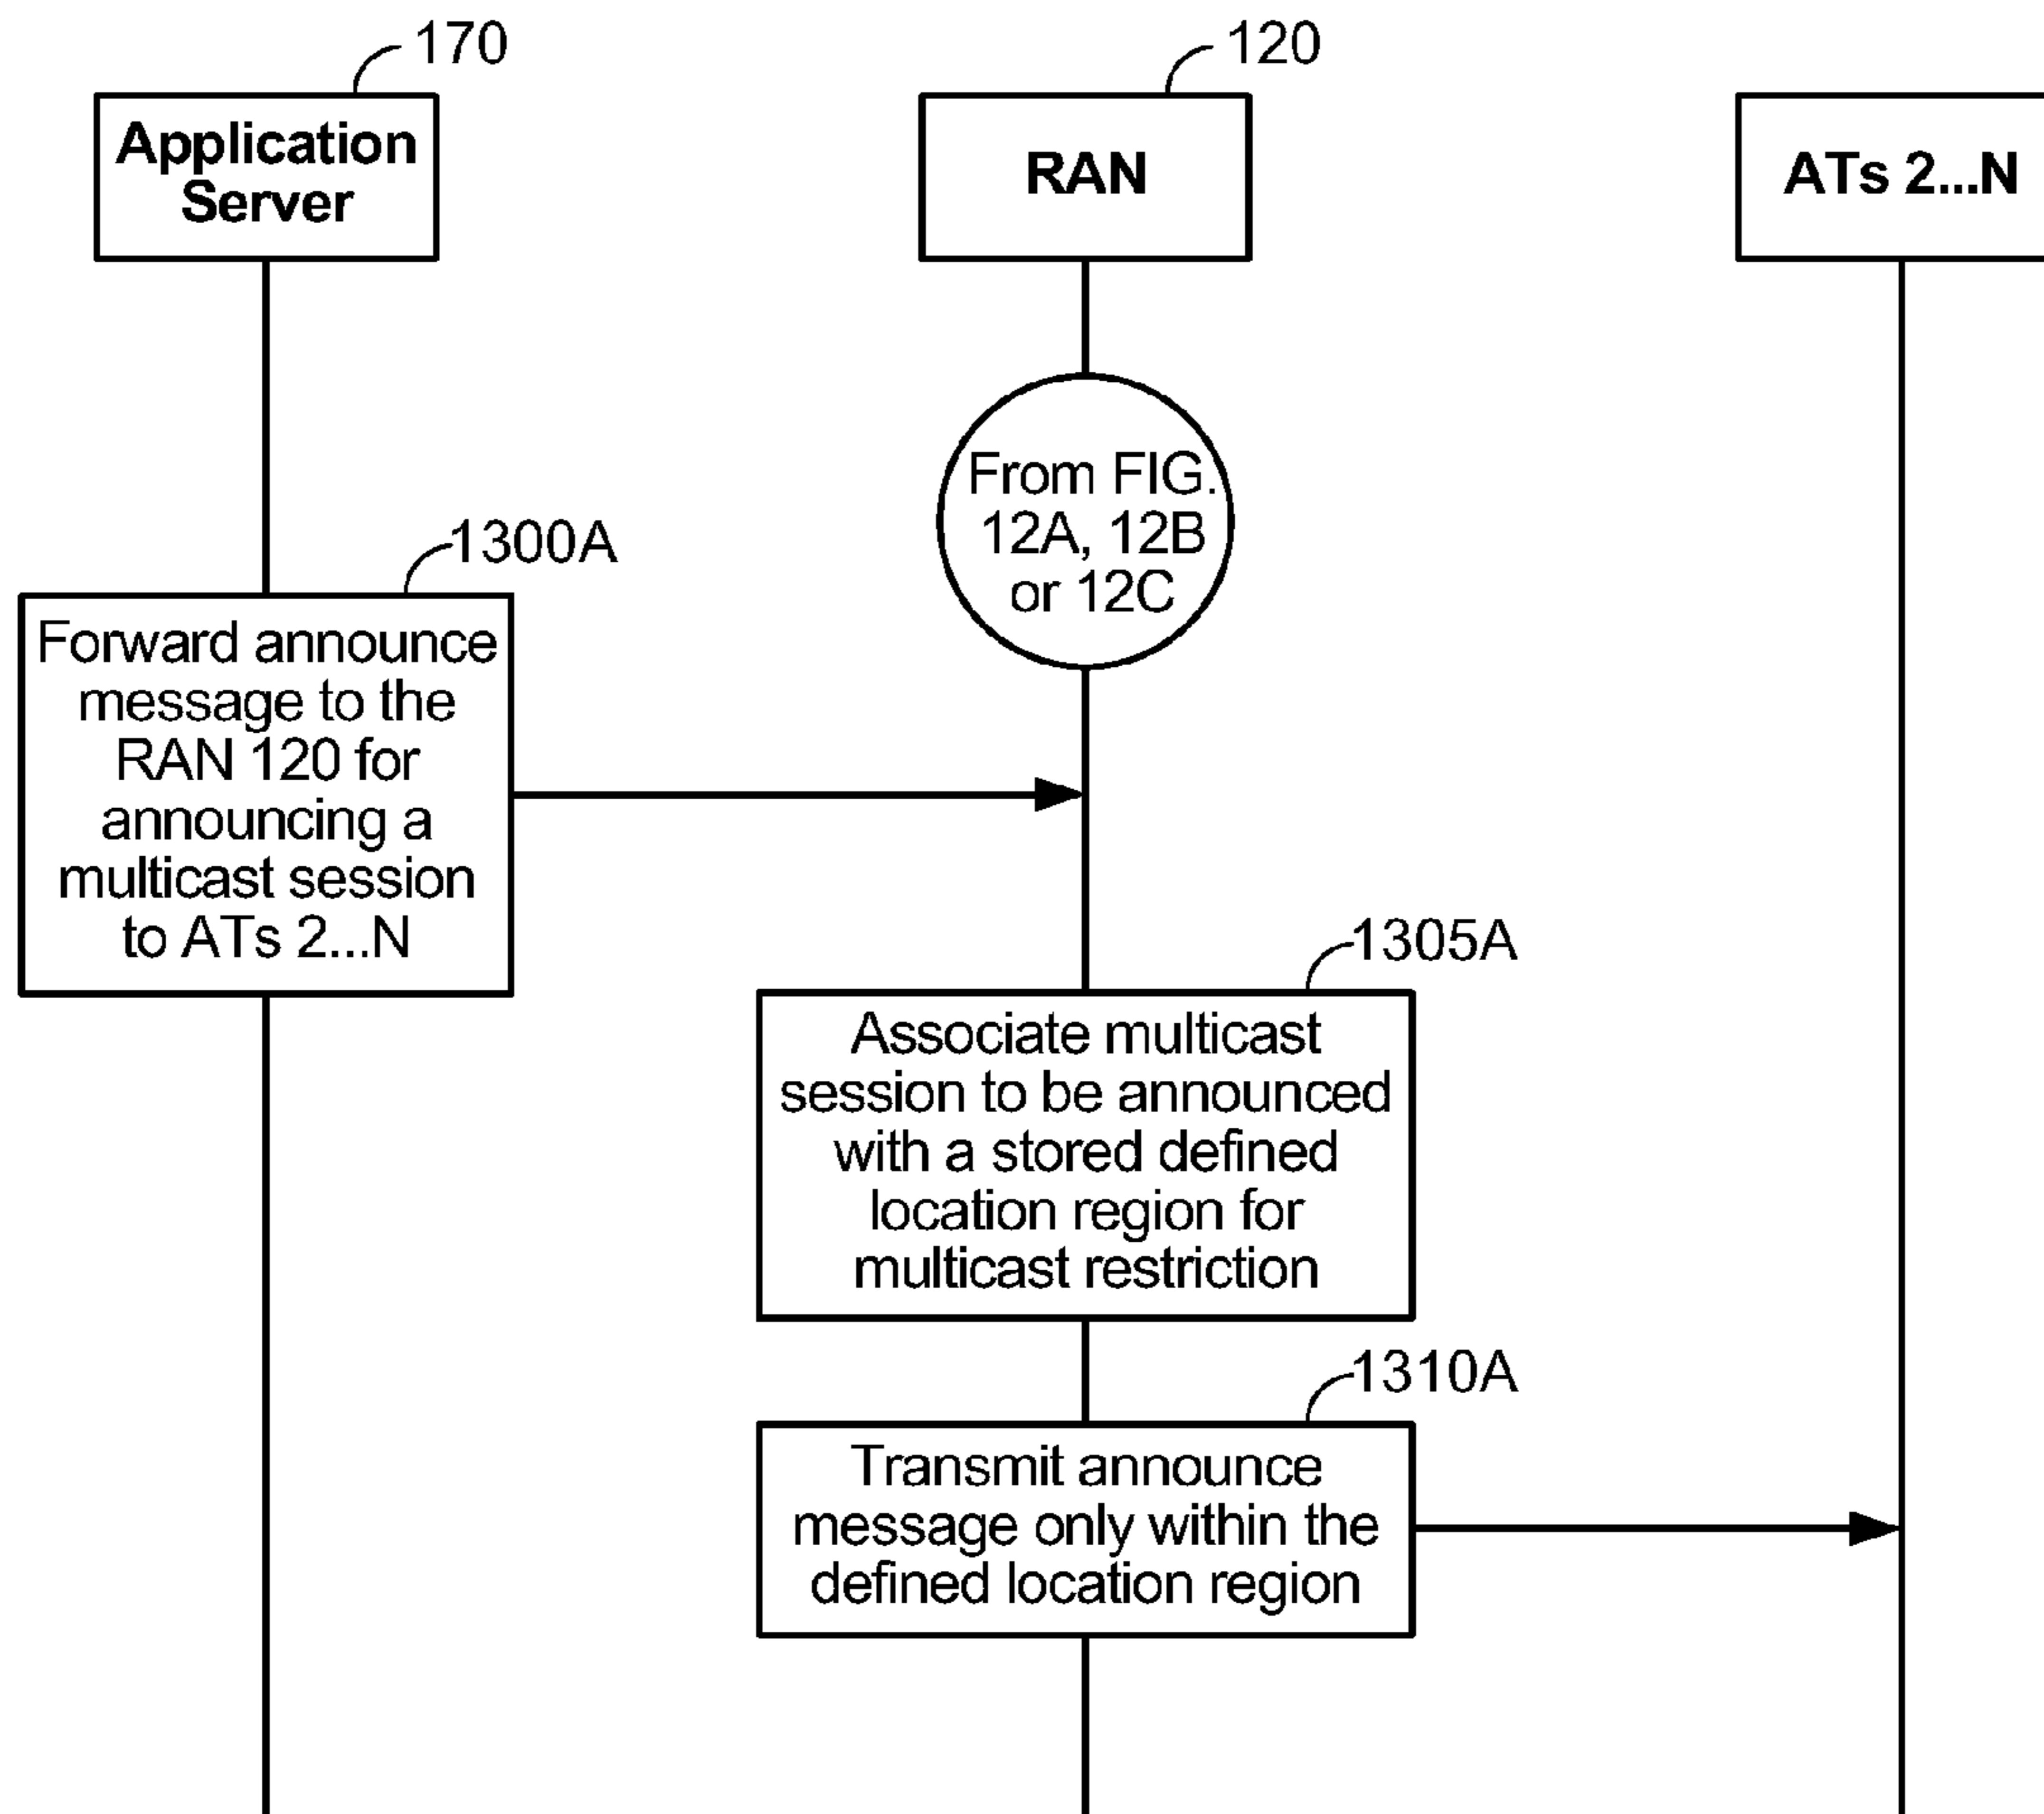 170
120
Application
Server
RAN
ATs 2...N
From FIG.
12A, 12B
or 12C
1300A
Forward announce
message to the
RAN 120 for
announcing a
multicast session
to ATs 2...N
1305A
Associate multicast
session to be announced
with a stored defined
location region for
multicast restriction
1310A
Transmit announce
message only within the
defined location region